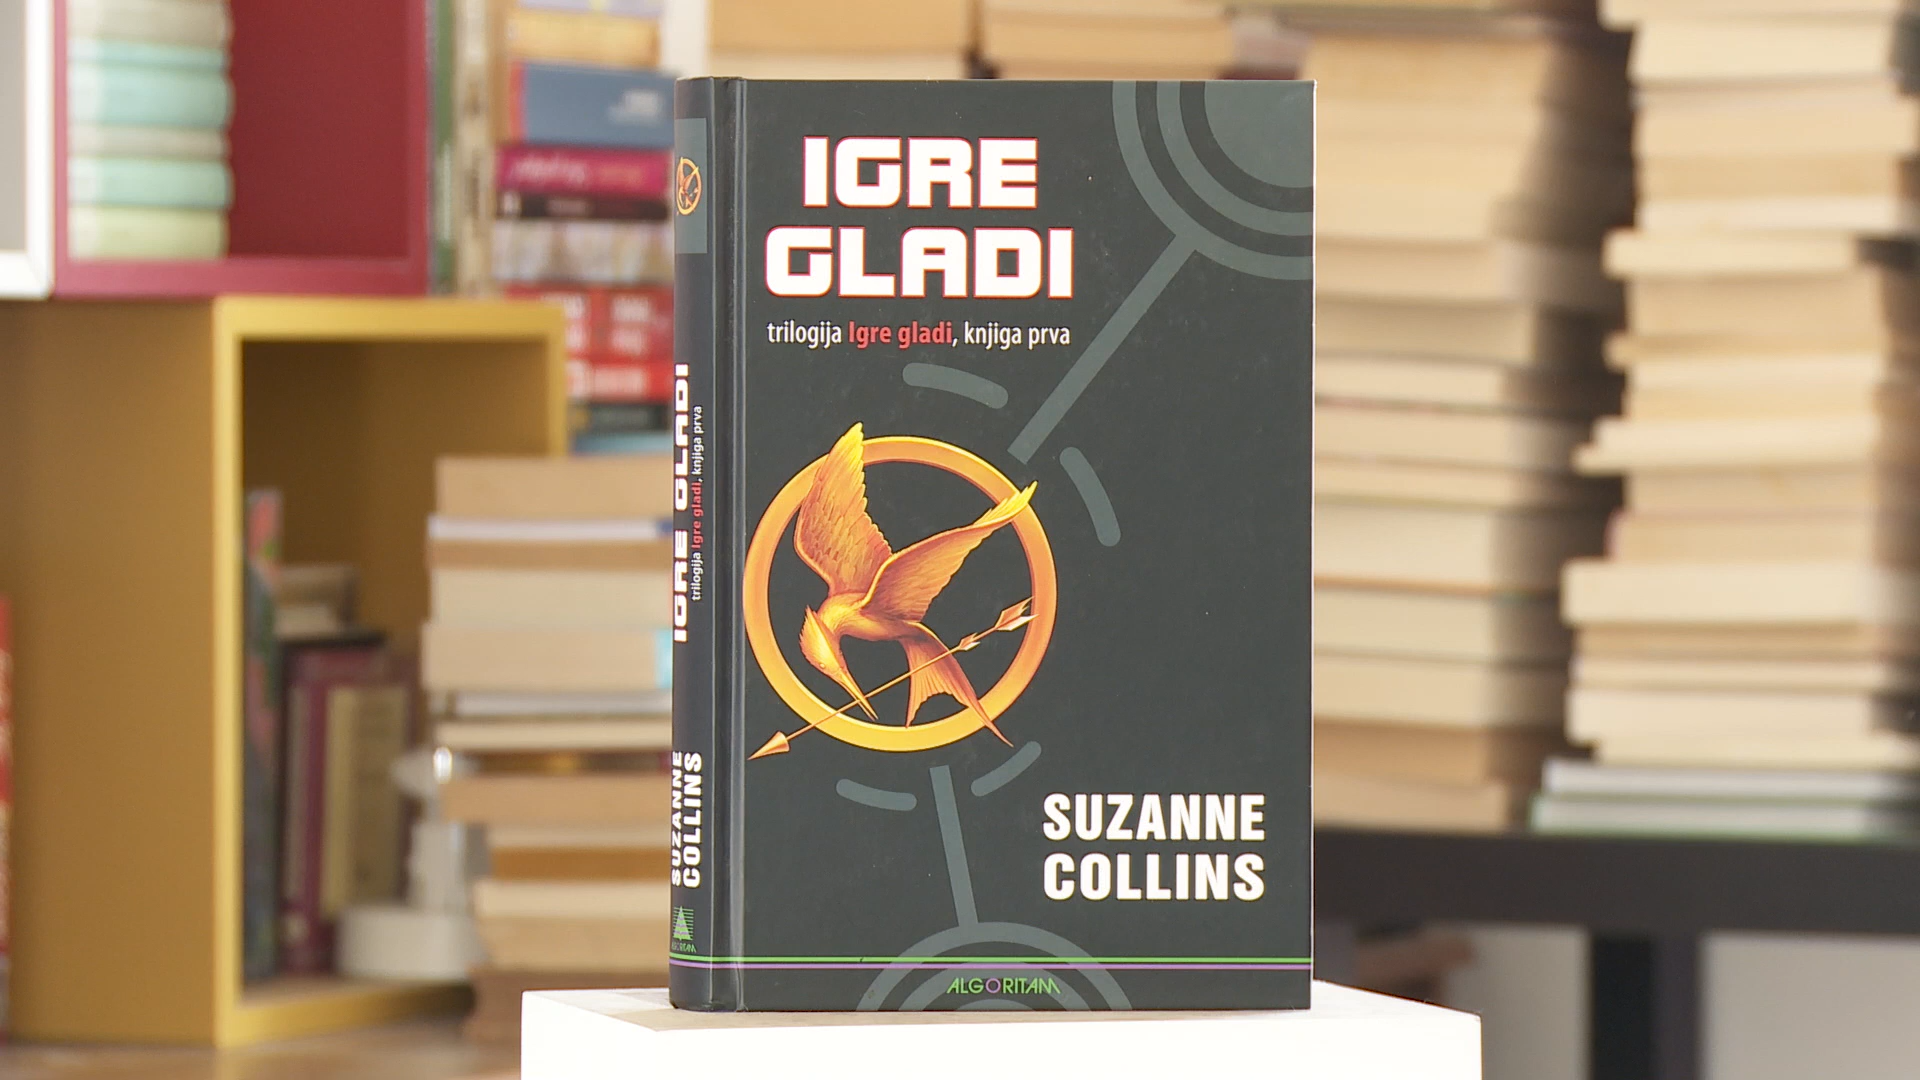 IGRE
GLADI
trilogija Igre gladi, knjiga prva
SUZANNE
COLLINS
ALGORITAM
IGRE GLADI
trilogija Igre gladi, knjiga prva
SUZANNE
COLLINS
ALGORITAM